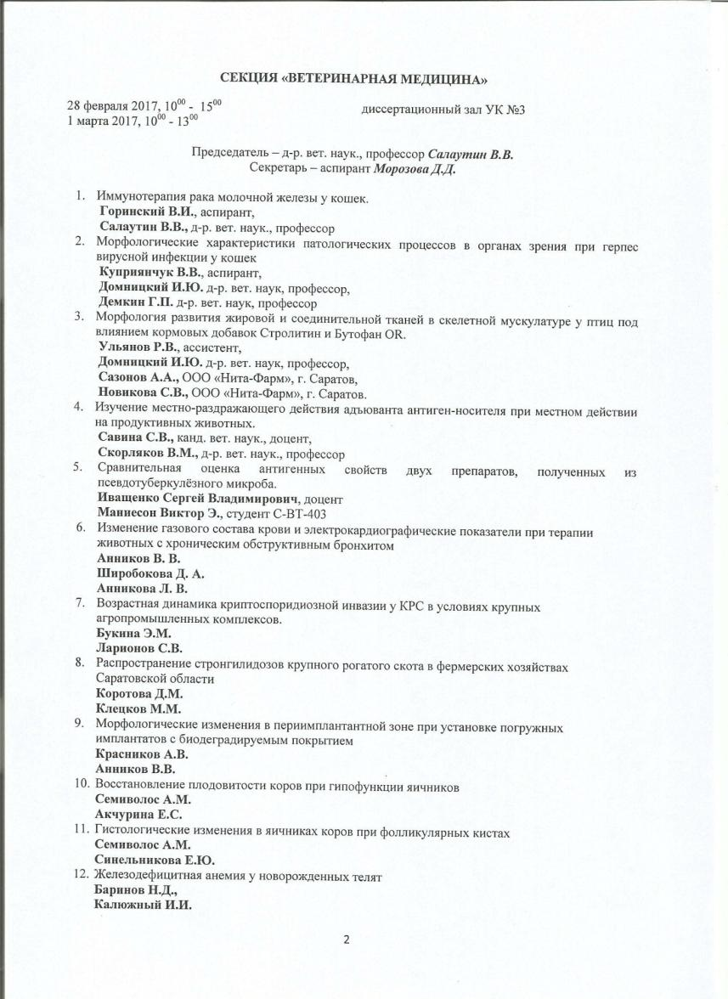 СЕКЦИЯ «ВЕТЕРИНАРНАЯ МЕДИЦИНА»
28 февраля 2017, 10⁰⁰ - 15⁰⁰ диссертационный зал УК №3
1 марта 2017, 10⁰⁰ - 13⁰⁰
Председатель – д-р. вет. наук., профессор Салаутин В.В.
Секретарь – аспирант Морозова Д.Д.
1. Иммунотерапия рака молочной железы у кошек.
Горинский В.И., аспирант,
Салаутин В.В., д-р. вет. наук., профессор
2. Морфологические характеристики патологических процессов в органах зрения при герпес
вирусной инфекции у кошек
Куприянчук В.В., аспирант,
Домницкий И.Ю. д-р. вет. наук, профессор,
Демкин Г.П. д-р. вет. наук, профессор
3. Морфология развития жировой и соединительной тканей в скелетной мускулатуре у птиц под
влиянием кормовых добавок Стролитин и Бутофан OR.
Ульянов Р.В., ассистент,
Домницкий И.Ю. д-р. вет. наук, профессор,
Сазонов А.А., ООО «Нита-Фарм», г. Саратов,
Новикова С.В., ООО «Нита-Фарм», г. Саратов.
4. Изучение местно-раздражающего действия адъюванта антиген-носителя при местном действии
на продуктивных животных.
Савина С.В., канд. вет. наук., доцент,
Скорляков В.М., д-р. вет. наук., профессор
5. Сравнительная оценка антигенных свойств двух препаратов, полученных из
псевдотуберкулёзного микроба.
Иващенко Сергей Владимирович, доцент
Маниесон Виктор Э., студент С-ВТ-403
6. Изменение газового состава крови и электрокардиографические показатели при терапии
животных с хроническим обструктивным бронхитом
Анников В. В.
Широбокова Д. А.
Анникова Л. В.
7. Возрастная динамика криптоспоридиозной инвазии у КРС в условиях крупных
агропромышленных комплексов.
Букина Э.М.
Ларионов С.В.
8. Распространение стронгилидозов крупного рогатого скота в фермерских хозяйствах
Саратовской области
Коротова Д.М.
Клецков М.М.
9. Морфологические изменения в периимплантантной зоне при установке погружных
имплантатов с биодеградируемым покрытием
Красников А.В.
Анников В.В.
10. Восстановление плодовитости коров при гипофункции яичников
Семиволос А.М.
Акчурина Е.С.
11. Гистологические изменения в яичниках коров при фолликулярных кистах
Семиволос А.М.
Синельникова Е.Ю.
12. Железодефицитная анемия у новорожденных телят
Баринов Н.Д.,
Калюжный И.И.
2